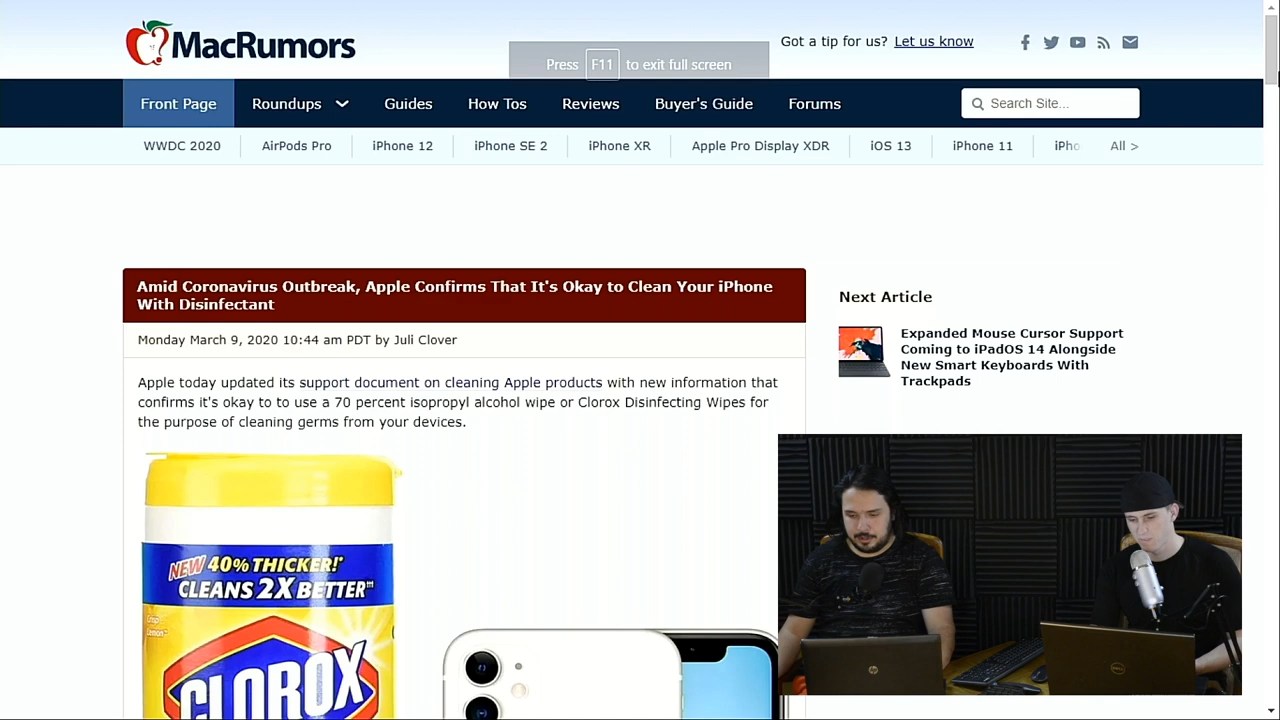 MacRumors
Got a tip for us? Let us know
Press F11 to exit full screen
Front Page Roundups Guides How Tos Reviews Buyer's Guide Forums Search Site...
WWDC 2020 AirPods Pro iPhone 12 iPhone SE 2 iPhone XR Apple Pro Display XDR iOS 13 iPhone 11 iPho All >
Amid Coronavirus Outbreak, Apple Confirms That It's Okay to Clean Your iPhone
With Disinfectant
Monday March 9, 2020 10:44 am PDT by Juli Clover
Apple today updated its support document on cleaning Apple products with new information that
confirms it's okay to to use a 70 percent isopropyl alcohol wipe or Clorox Disinfecting Wipes for
the purpose of cleaning germs from your devices.
Next Article
Expanded Mouse Cursor Support
Coming to iPadOS 14 Alongside
New Smart Keyboards With
Trackpads
NEW 40% THICKER!*
CLEANS 2X BETTER††
Crisp
Lemon
CLOROX
hp
DELL